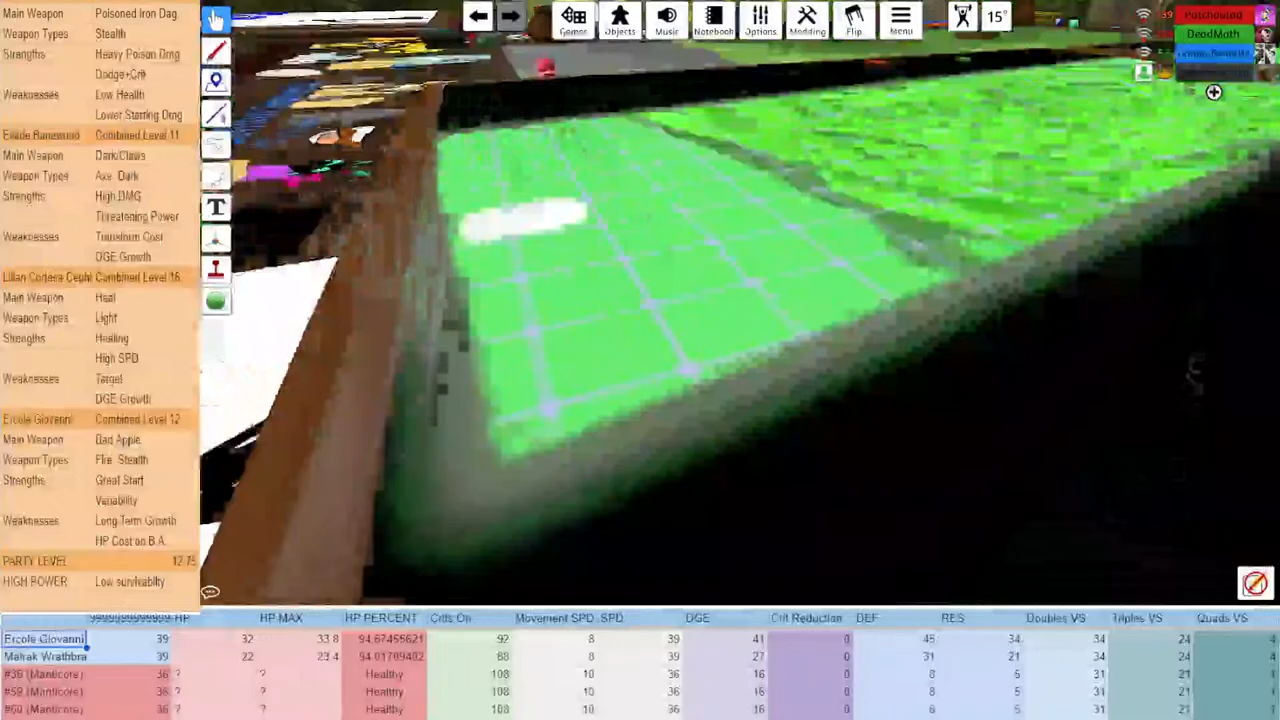 Main Weapon Poisoned Iron Dag
Weapon Types Stealth
Strengths Heavy Poison Dmg
Dodge+Crit
Weaknesses Low Health
Lower Starting Dmg
Combined Level 11
Main Weapon Dark/Claws
Weapon Types Axe Dark
Strengths High DMG
Threatening Power
Weaknesses Transform Cost
DGE Growth
Combined Level 16
Main Weapon Heal
Weapon Types Light
Strengths Healing
High SPD
Weaknesses Target
DGE Growth
Ercole Giovanni Combined Level 12
Main Weapon Bad Apple
Weapon Types Fire Stealth
Strengths Great Start
Variability
Weaknesses Long Term Growth
HP Cost on B.A.
PARTY LEVEL 12.75
HIGH POWER Low survivability
Games Objects Music Notebook Options Modding Flip Menu 15°
T
39 Patchouliad
DeadMoth
HP HP MAX HP PERCENT Crits On Movement SPD SPD DGE Crit Reduction DEF RES Doubles VS Triples VS Quads VS
Ercole Giovanni 39 32 33.8 94.67455621 92 8 39 41 0 45 34 34 24 4
Malrak Wrathbra 39 22 23.4 94.01709402 88 8 39 27 0 31 21 34 24 4
#36 (Manticore) 36 ? ? Healthy 108 10 36 16 0 8 5 31 21 1
#59 (Manticore) 36 ? ? Healthy 108 10 36 16 0 8 5 31 21 1
#60 (Manticore) 36 ? ? Healthy 108 10 36 16 0 8 5 31 21 1